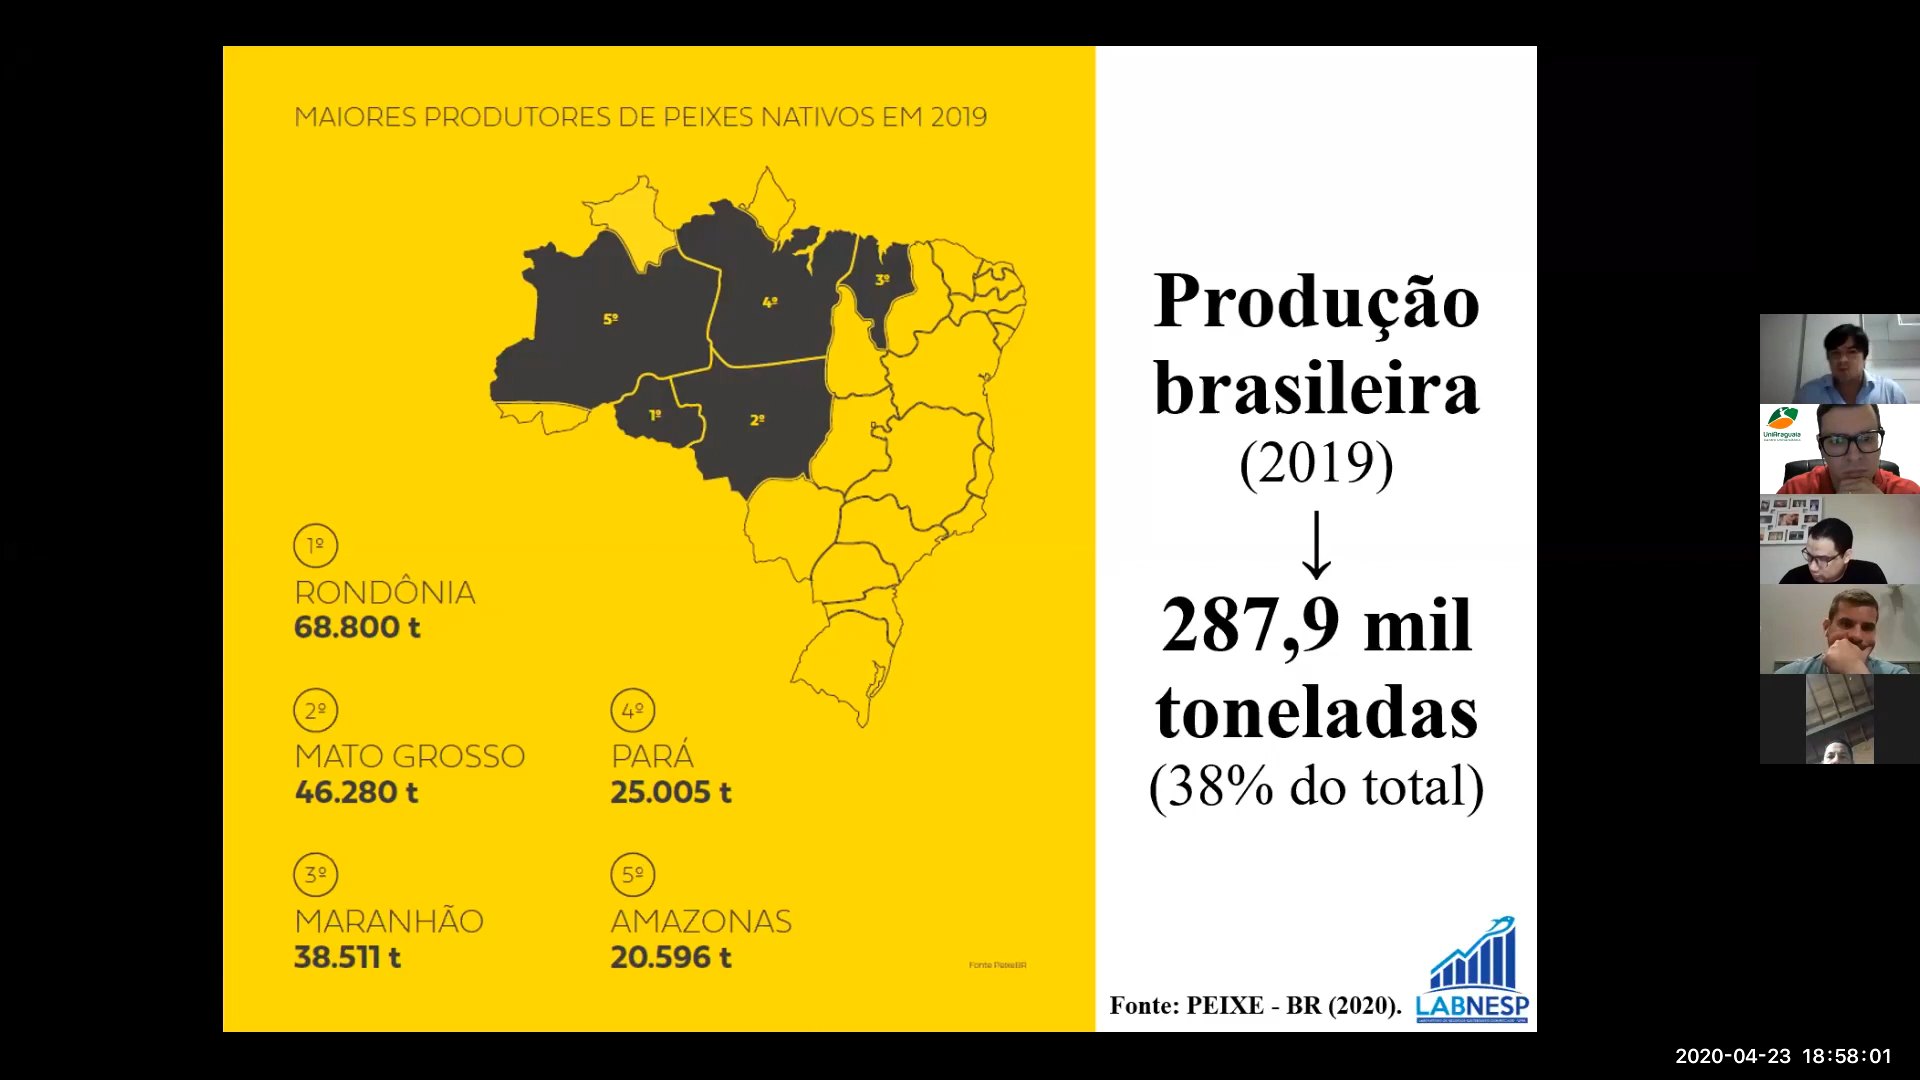 MAIORES PRODUTORES DE PEIXES NATIVOS EM 2019
3º
4º
5º
1º
2º
1º
RONDÔNIA
68.800 t
2º
MATO GROSSO
46.280 t
3º
MARANHÃO
38.511 t
4º
PARÁ
25.005 t
5º
AMAZONAS
20.596 t
Fonte PeixeBR
Produção
brasileira
(2019)
↓
287,9 mil
toneladas
(38% do total)
Fonte: PEIXE - BR (2020).
LABNESP
UniAraguaia
2020-04-23 18:58:01